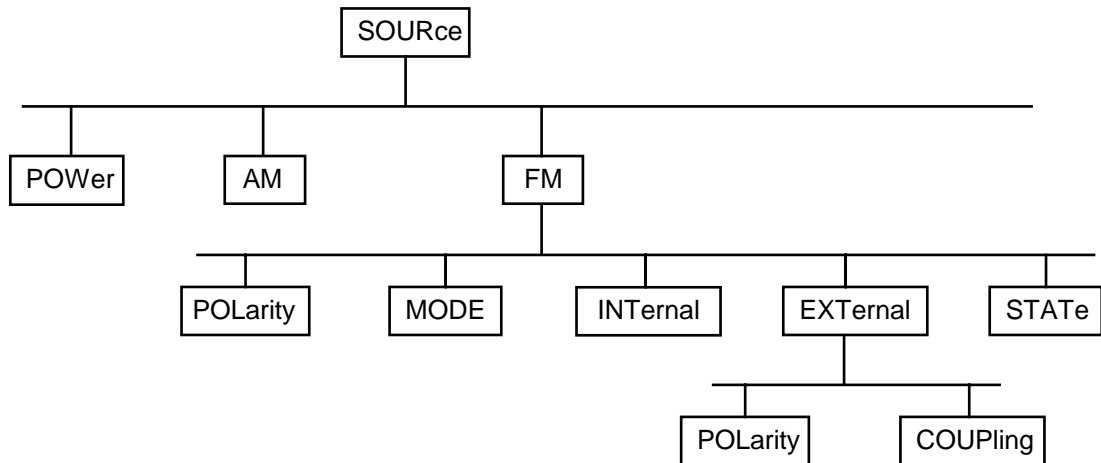 SOURce
POWer
AM
FM
POLarity
MODE
INTernal
EXTernal
STATe
POLarity
COUPling